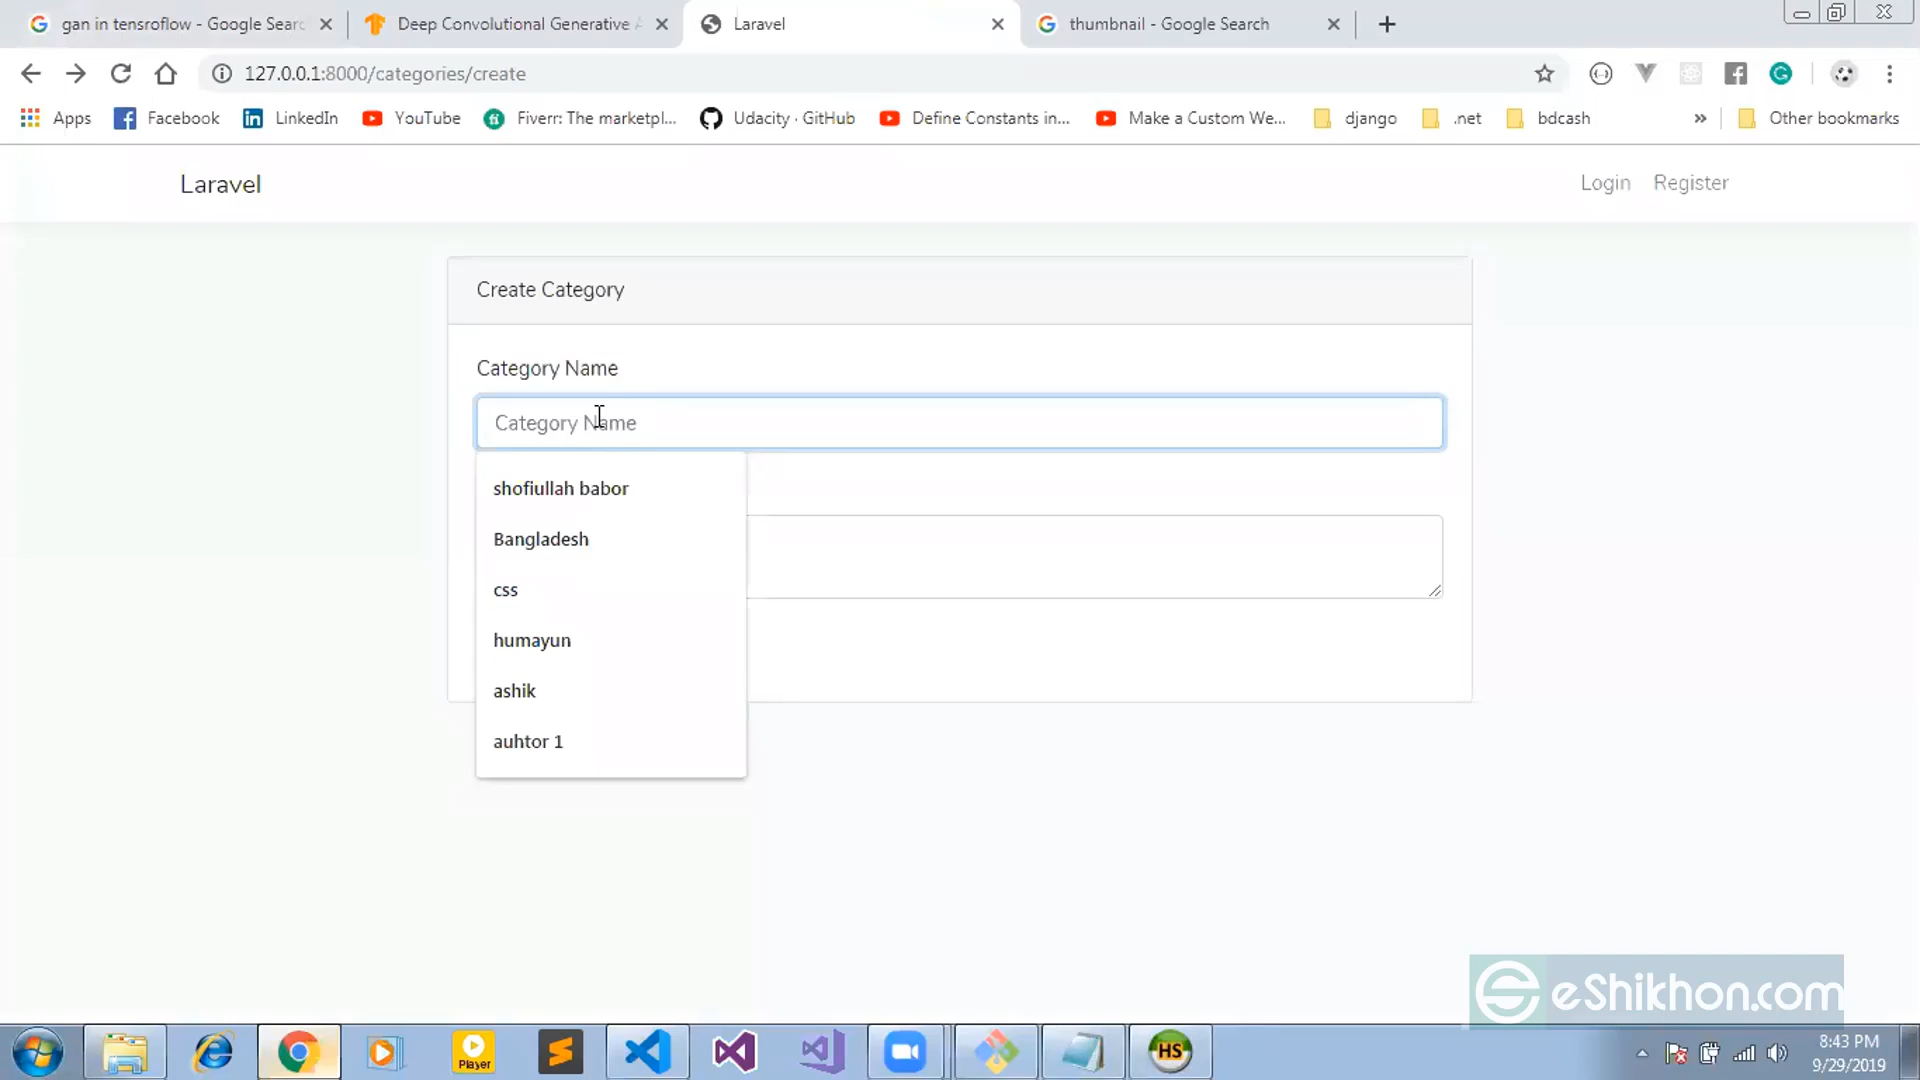 gan in tensroflow - Google Searc
Deep Convolutional Generative A
Laravel
thumbnail - Google Search
127.0.0.1:8000/categories/create
Apps
Facebook
LinkedIn
YouTube
Fiverr: The marketpl...
Udacity · GitHub
Define Constants in...
Make a Custom We...
django
.net
bdcash
»
Other bookmarks
Laravel
Login
Register
Create Category
Category Name
Category Name
shofiullah babor
Bangladesh
css
humayun
ashik
auhtor 1
eShikhon.com
Player
HS
8:43 PM
9/29/2019